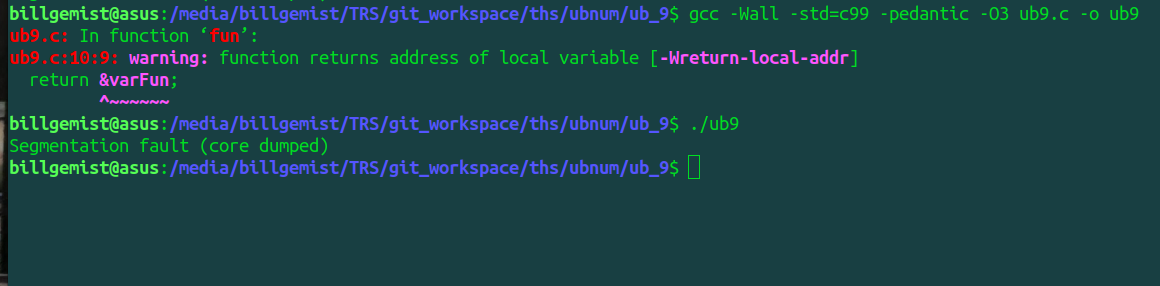 billgemist@asus:/media/billgemist/TRS/git_workspace/ths/ubnum/ub_9$ gcc -Wall -std=c99 -pedantic -O3 ub9.c -o ub9
ub9.c: In function ‘fun’:
ub9.c:10:9: warning: function returns address of local variable [-Wreturn-local-addr]
  return &varFun;
         ^~~~~~~
billgemist@asus:/media/billgemist/TRS/git_workspace/ths/ubnum/ub_9$ ./ub9
Segmentation fault (core dumped)
billgemist@asus:/media/billgemist/TRS/git_workspace/ths/ubnum/ub_9$